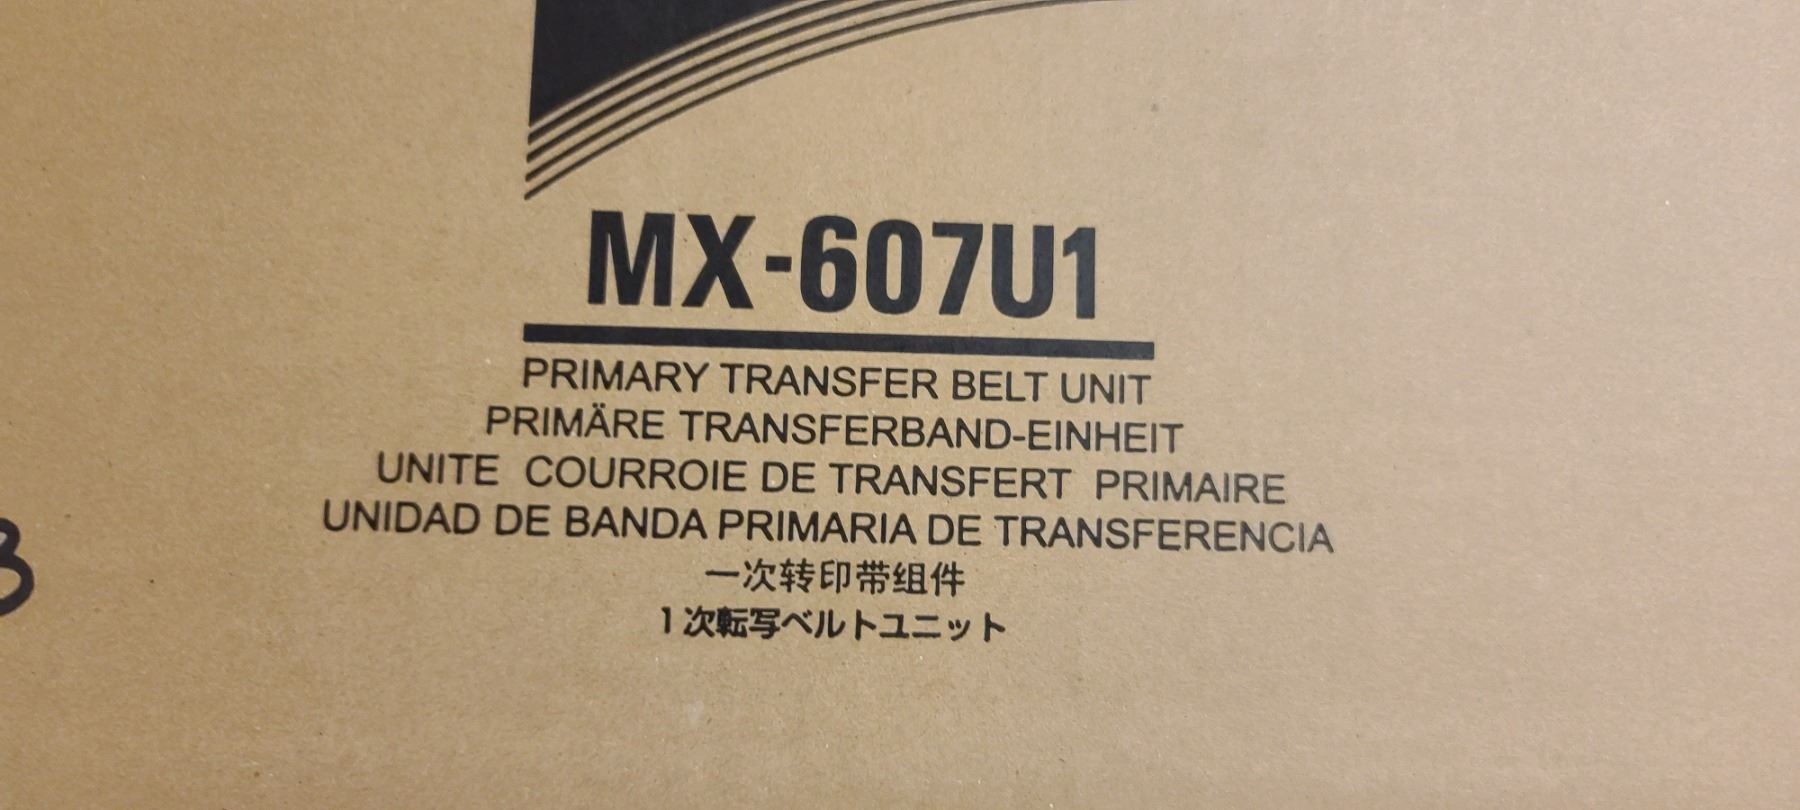 MX-607U1
PRIMARY TRANSFER BELT UNIT
PRIMÄRE TRANSFERBAND-EINHEIT
UNITE COURROIE DE TRANSFERT PRIMAIRE
UNIDAD DE BANDA PRIMARIA DE TRANSFERENCIA
一次转印带组件
1次転写ベルトユニット